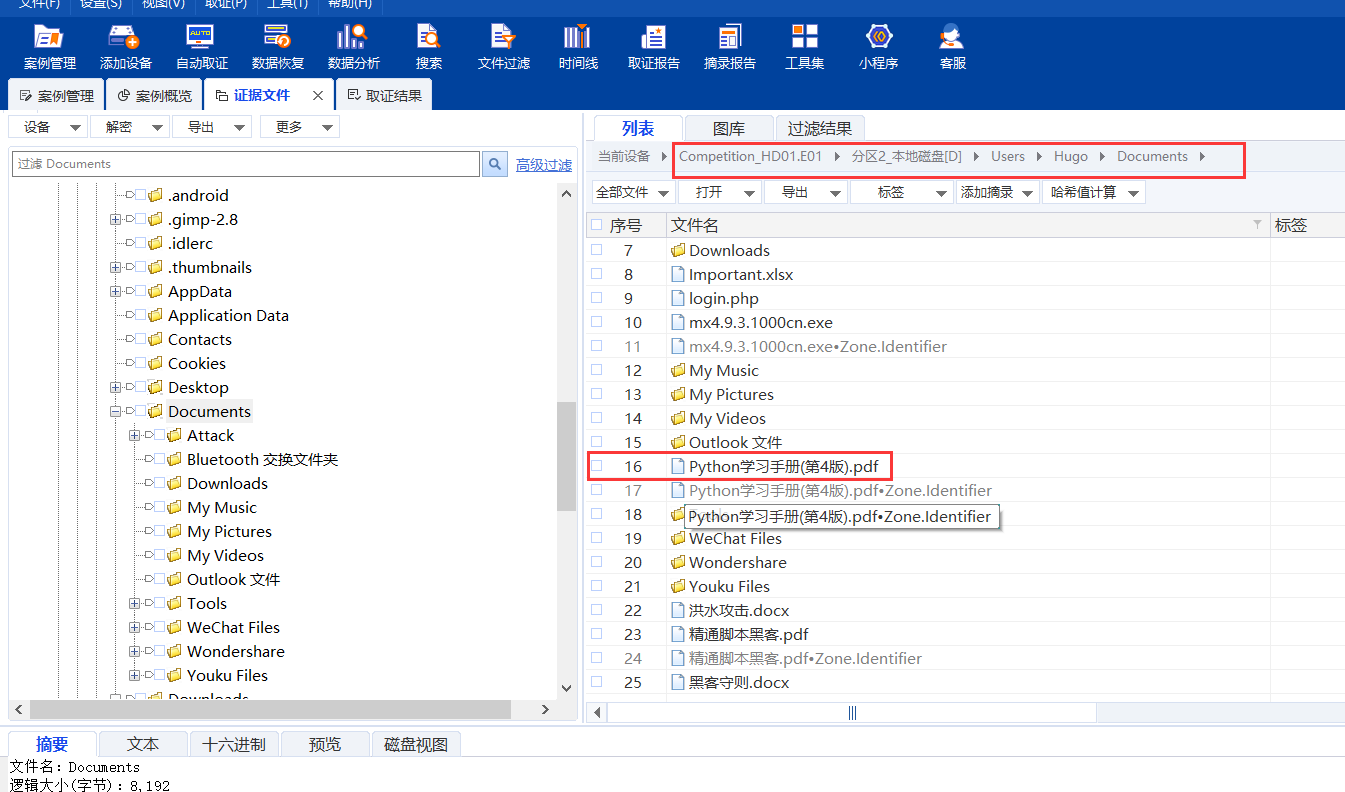 文件(F) 设置(S) 视图(V) 取证(P) 工具(T) 帮助(H)
AUTO
案例管理 添加设备 自动取证 数据恢复 数据分析 搜索 文件过滤 时间线 取证报告 摘录报告 工具集 小程序 客服
案例管理 案例概览 证据文件 取证结果
设备 解密 导出 更多
过滤 Documents 高级过滤
.android
.gimp-2.8
.idlerc
.thumbnails
AppData
Application Data
Contacts
Cookies
Desktop
Documents
Attack
Bluetooth 交换文件夹
Downloads
My Music
My Pictures
My Videos
Outlook 文件
Tools
WeChat Files
Wondershare
Youku Files
Downloads
列表 图库 过滤结果
当前设备 Competition_HD01.E01 分区2_本地磁盘[D] Users Hugo Documents
全部文件 打开 导出 标签 添加摘录 哈希值计算
序号 文件名 标签
7 Downloads
8 Important.xlsx
9 login.php
10 mx4.9.3.1000cn.exe
11 mx4.9.3.1000cn.exe•Zone.Identifier
12 My Music
13 My Pictures
14 My Videos
15 Outlook 文件
16 Python学习手册(第4版).pdf
17 Python学习手册(第4版).pdf•Zone.Identifier
18
Python学习手册(第4版).pdf•Zone.Identifier
19 WeChat Files
20 Wondershare
21 Youku Files
22 洪水攻击.docx
23 精通脚本黑客.pdf
24 精通脚本黑客.pdf•Zone.Identifier
25 黑客守则.docx
摘要 文本 十六进制 预览 磁盘视图
文件名: Documents
逻辑大小(字节): 8,192